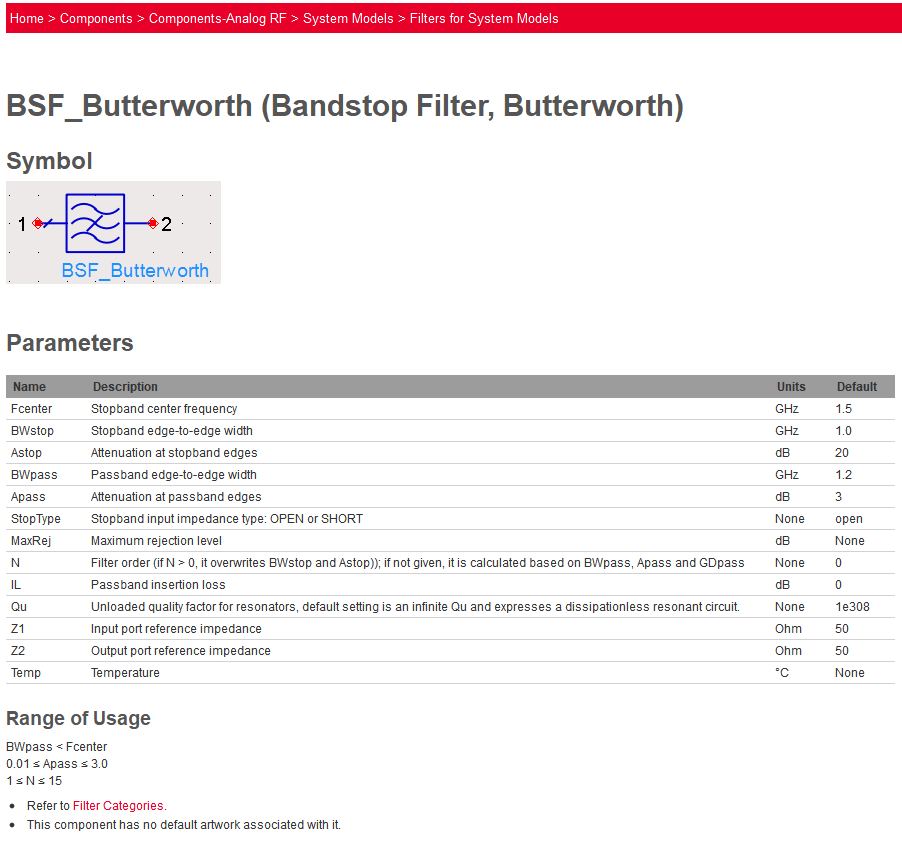 Home > Components > Components-Analog RF > System Models > Filters for System Models
BSF_Butterworth (Bandstop Filter, Butterworth)
Symbol
1 2
BSF_Butterworth
Parameters
Name Description Units Default
Fcenter Stopband center frequency GHz 1.5
BWstop Stopband edge-to-edge width GHz 1.0
Astop Attenuation at stopband edges dB 20
BWpass Passband edge-to-edge width GHz 1.2
Apass Attenuation at passband edges dB 3
StopType Stopband input impedance type: OPEN or SHORT None open
MaxRej Maximum rejection level dB None
N Filter order (if N > 0, it overwrites BWstop and Astop)); if not given, it is calculated based on BWpass, Apass and GDpass None 0
IL Passband insertion loss dB 0
Qu Unloaded quality factor for resonators, default setting is an infinite Qu and expresses a dissipationless resonant circuit. None 1e308
Z1 Input port reference impedance Ohm 50
Z2 Output port reference impedance Ohm 50
Temp Temperature °C None
Range of Usage
BWpass < Fcenter
0.01 ≤ Apass ≤ 3.0
1 ≤ N ≤ 15
• Refer to Filter Categories.
• This component has no default artwork associated with it.